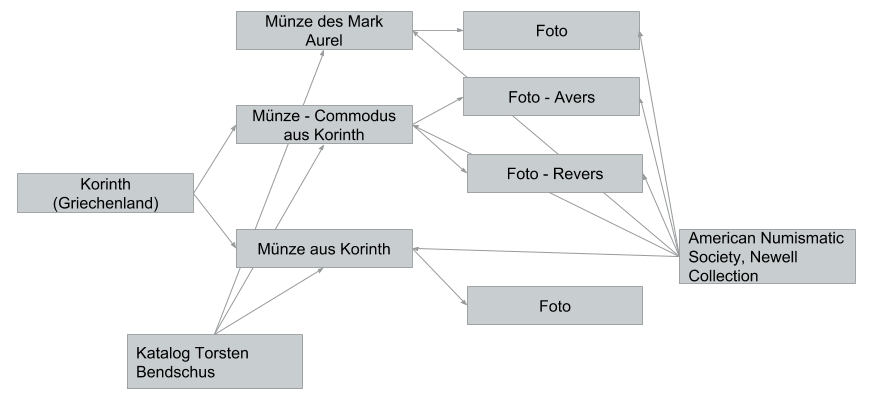 Münze des Mark
Aurel
Foto
Foto - Avers
Münze - Commodus
aus Korinth
Foto - Revers
Korinth
(Griechenland)
Münze aus Korinth
American Numismatic
Society, Newell
Collection
Foto
Katalog Torsten
Bendschus